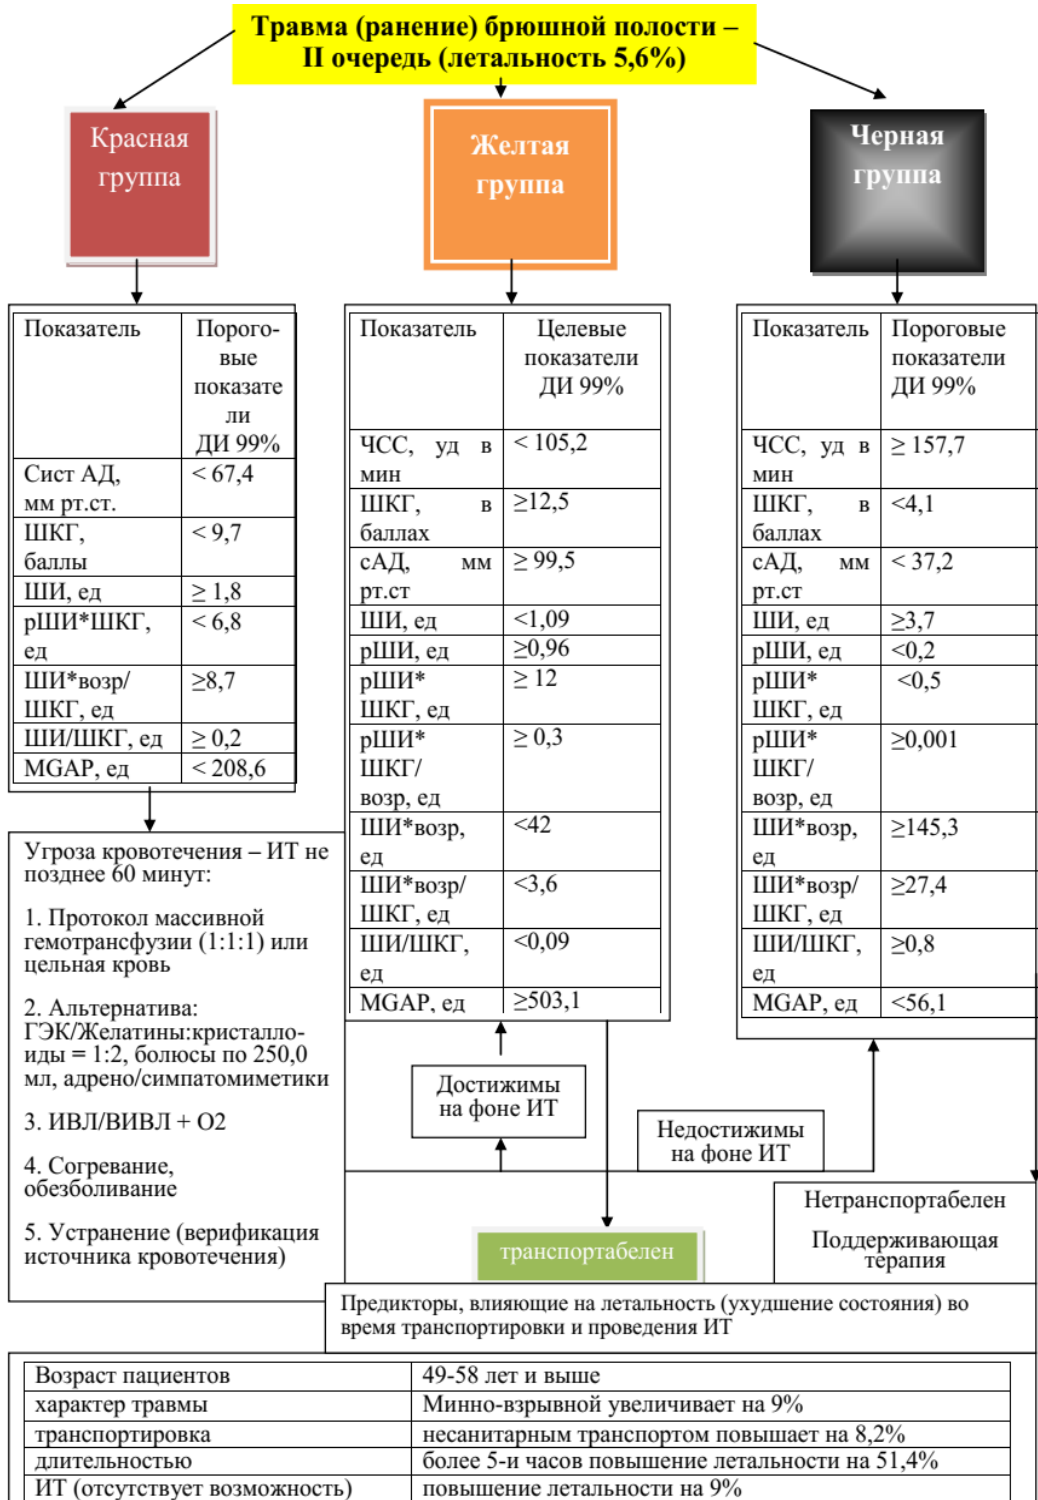 Травма (ранение) брюшной полости –
II очередь (летальность 5,6%)
Красная
группа
Желтая
группа
Черная
группа
Показатель
Порого-
вые
показате
ли
ДИ 99%
Сист АД,
мм рт.ст.
< 67,4
ШКГ,
баллы
< 9,7
ШИ, ед
≥ 1,8
рШИ*ШКГ,
ед
< 6,8
ШИ*возр/
ШКГ, ед
≥8,7
ШИ/ШКГ, ед
≥ 0,2
MGAP, ед
< 208,6
Угроза кровотечения – ИТ не
позднее 60 минут:
1. Протокол массивной
гемотрансфузии (1:1:1) или
цельная кровь
2. Альтернатива:
ГЭК/Желатины:кристалло-
иды = 1:2, болюсы по 250,0
мл, адрено/симпатомиметики
3. ИВЛ/ВИВЛ + О2
4. Согревание,
обезболивание
5. Устранение (верификация
источника кровотечения)
Показатель
Целевые
показатели
ДИ 99%
ЧСС, уд в
мин
< 105,2
ШКГ, в
баллах
≥12,5
сАД, мм
рт.ст
≥ 99,5
ШИ, ед
<1,09
рШИ, ед
≥0,96
рШИ*
ШКГ, ед
≥ 12
рШИ*
ШКГ/
возр, ед
≥ 0,3
ШИ*возр,
ед
<42
ШИ*возр/
ШКГ, ед
<3,6
ШИ/ШКГ,
ед
<0,09
MGAP, ед
≥503,1
Показатель
Пороговые
показатели
ДИ 99%
ЧСС, уд в
мин
≥ 157,7
ШКГ, в
баллах
<4,1
сАД, мм
рт.ст
< 37,2
ШИ, ед
≥3,7
рШИ, ед
<0,2
рШИ*
ШКГ, ед
<0,5
рШИ*
ШКГ/
возр, ед
≥0,001
ШИ*возр,
ед
≥145,3
ШИ*возр/
ШКГ, ед
≥27,4
ШИ/ШКГ,
ед
≥0,8
MGAP, ед
<56,1
Достижимы
на фоне ИТ
Недостижимы
на фоне ИТ
транспортабелен
Нетранспортабелен
Поддерживающая
терапия
Предикторы, влияющие на летальность (ухудшение состояния) во
время транспортировки и проведения ИТ
Возраст пациентов
49-58 лет и выше
характер травмы
Минно-взрывной увеличивает на 9%
транспортировка
несанитарным транспортом повышает на 8,2%
длительностью
более 5-и часов повышение летальности на 51,4%
ИТ (отсутствует возможность)
повышение летальности на 9%